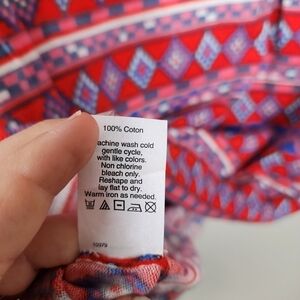 100% Coton
achine wash cold
gentle cycle,
with like colors.
Non chlorine
bleach only.
Reshape and
lay flat to dry.
Warm iron as needed.
10979